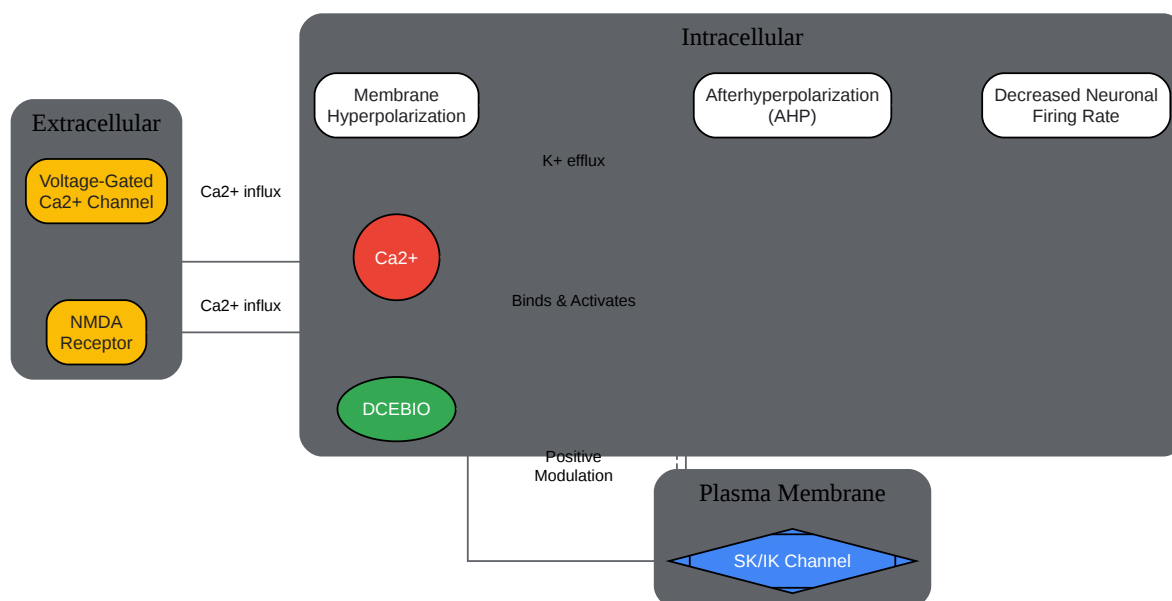 Intracellular
Membrane
Hyperpolarization
Afterhyperpolarization
(AHP)
Decreased Neuronal
Firing Rate
Extracellular
Voltage-Gated
Ca2+ Channel
Ca2+ influx
K+ efflux
Ca2+
Ca2+ influx
Binds & Activates
NMDA
Receptor
DCEBIO
Positive
Modulation
Plasma Membrane
SK/IK Channel